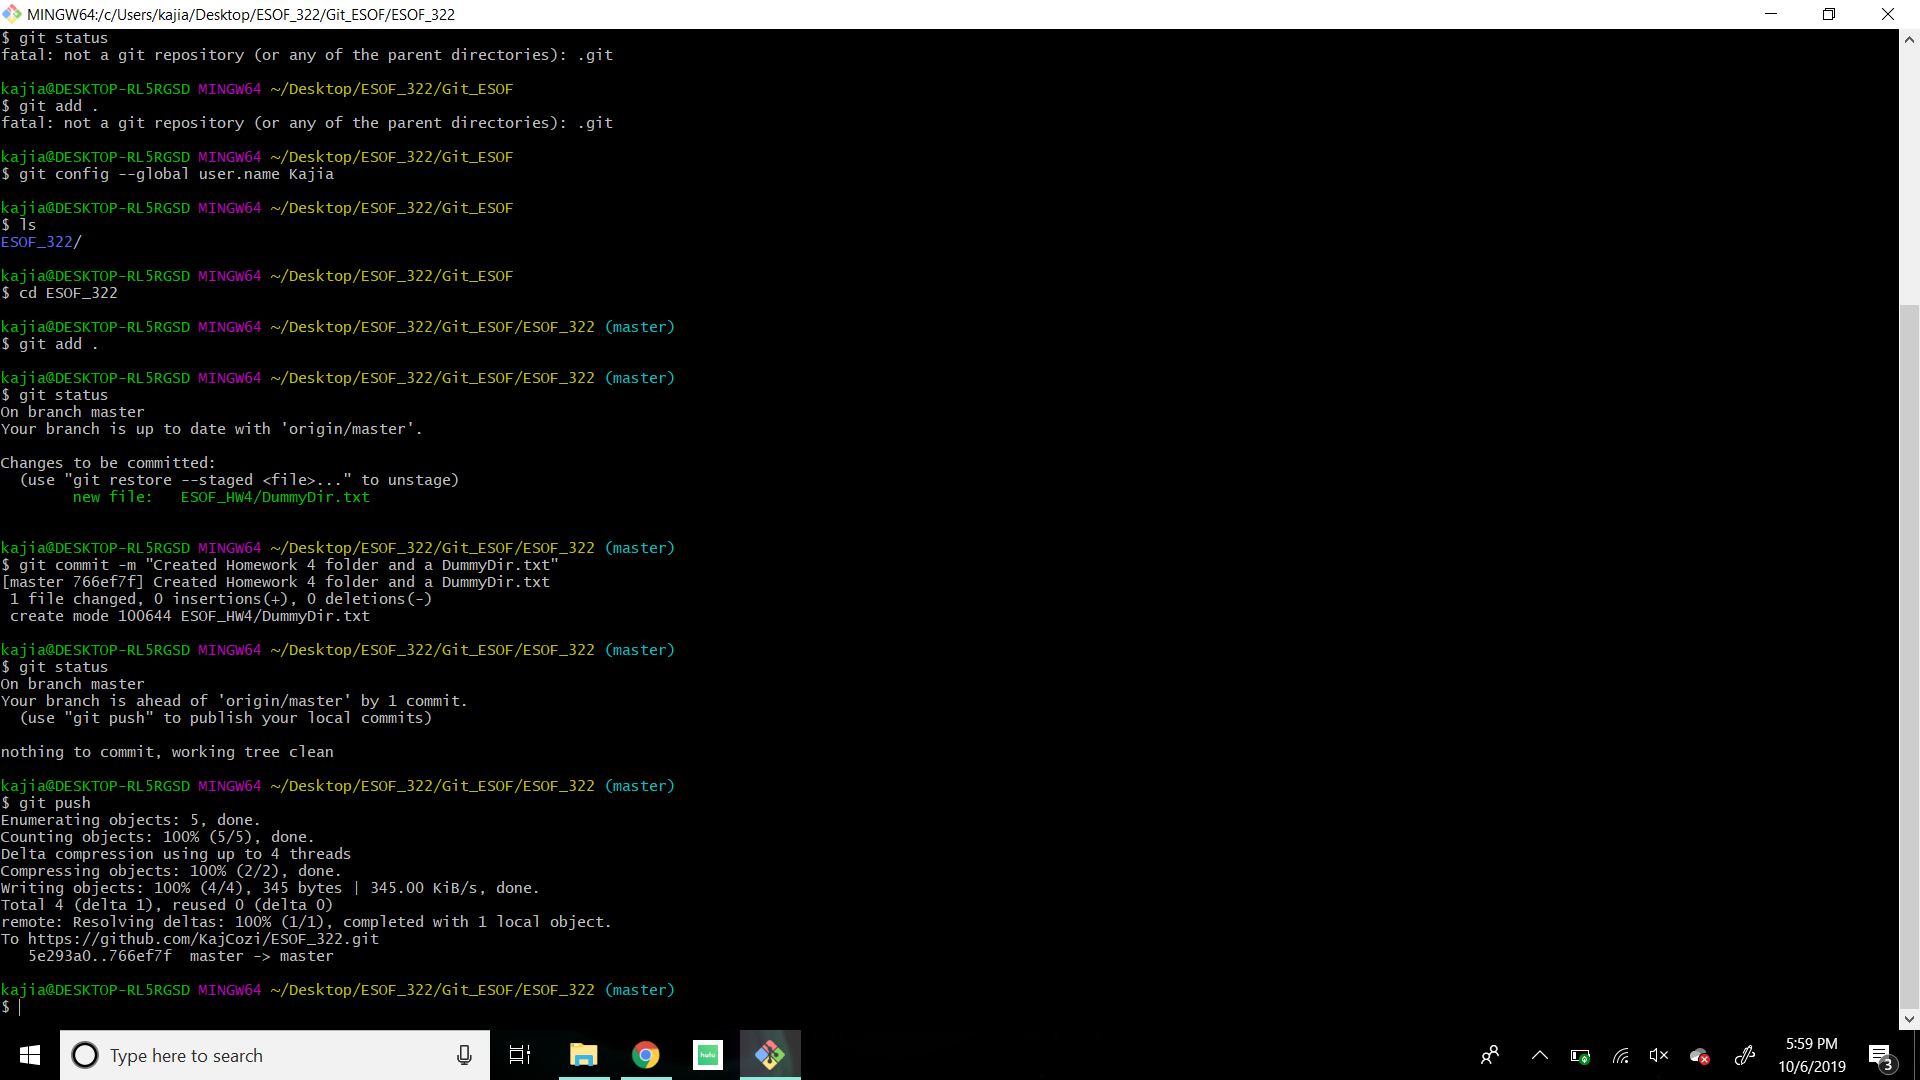 MINGW64:/c/Users/kajia/Desktop/ESOF_322/Git_ESOF/ESOF_322
$ git status
fatal: not a git repository (or any of the parent directories): .git
kajia@DESKTOP-RL5RGSD MINGW64 ~/Desktop/ESOF_322/Git_ESOF
$ git add .
fatal: not a git repository (or any of the parent directories): .git
kajia@DESKTOP-RL5RGSD MINGW64 ~/Desktop/ESOF_322/Git_ESOF
$ git config --global user.name Kajia
kajia@DESKTOP-RL5RGSD MINGW64 ~/Desktop/ESOF_322/Git_ESOF
$ ls
ESOF_322/
kajia@DESKTOP-RL5RGSD MINGW64 ~/Desktop/ESOF_322/Git_ESOF
$ cd ESOF_322
kajia@DESKTOP-RL5RGSD MINGW64 ~/Desktop/ESOF_322/Git_ESOF/ESOF_322 (master)
$ git add .
kajia@DESKTOP-RL5RGSD MINGW64 ~/Desktop/ESOF_322/Git_ESOF/ESOF_322 (master)
$ git status
On branch master
Your branch is up to date with 'origin/master'.
Changes to be committed:
  (use "git restore --staged <file>..." to unstage)
        new file:   ESOF_HW4/DummyDir.txt
kajia@DESKTOP-RL5RGSD MINGW64 ~/Desktop/ESOF_322/Git_ESOF/ESOF_322 (master)
$ git commit -m "Created Homework 4 folder and a DummyDir.txt"
[master 766ef7f] Created Homework 4 folder and a DummyDir.txt
 1 file changed, 0 insertions(+), 0 deletions(-)
 create mode 100644 ESOF_HW4/DummyDir.txt
kajia@DESKTOP-RL5RGSD MINGW64 ~/Desktop/ESOF_322/Git_ESOF/ESOF_322 (master)
$ git status
On branch master
Your branch is ahead of 'origin/master' by 1 commit.
  (use "git push" to publish your local commits)
nothing to commit, working tree clean
kajia@DESKTOP-RL5RGSD MINGW64 ~/Desktop/ESOF_322/Git_ESOF/ESOF_322 (master)
$ git push
Enumerating objects: 5, done.
Counting objects: 100% (5/5), done.
Delta compression using up to 4 threads
Compressing objects: 100% (2/2), done.
Writing objects: 100% (4/4), 345 bytes | 345.00 KiB/s, done.
Total 4 (delta 1), reused 0 (delta 0)
remote: Resolving deltas: 100% (1/1), completed with 1 local object.
To https://github.com/KajCozi/ESOF_322.git
   5e293a0..766ef7f  master -> master
kajia@DESKTOP-RL5RGSD MINGW64 ~/Desktop/ESOF_322/Git_ESOF/ESOF_322 (master)
$
Type here to search
hulu
5:59 PM
10/6/2019
3